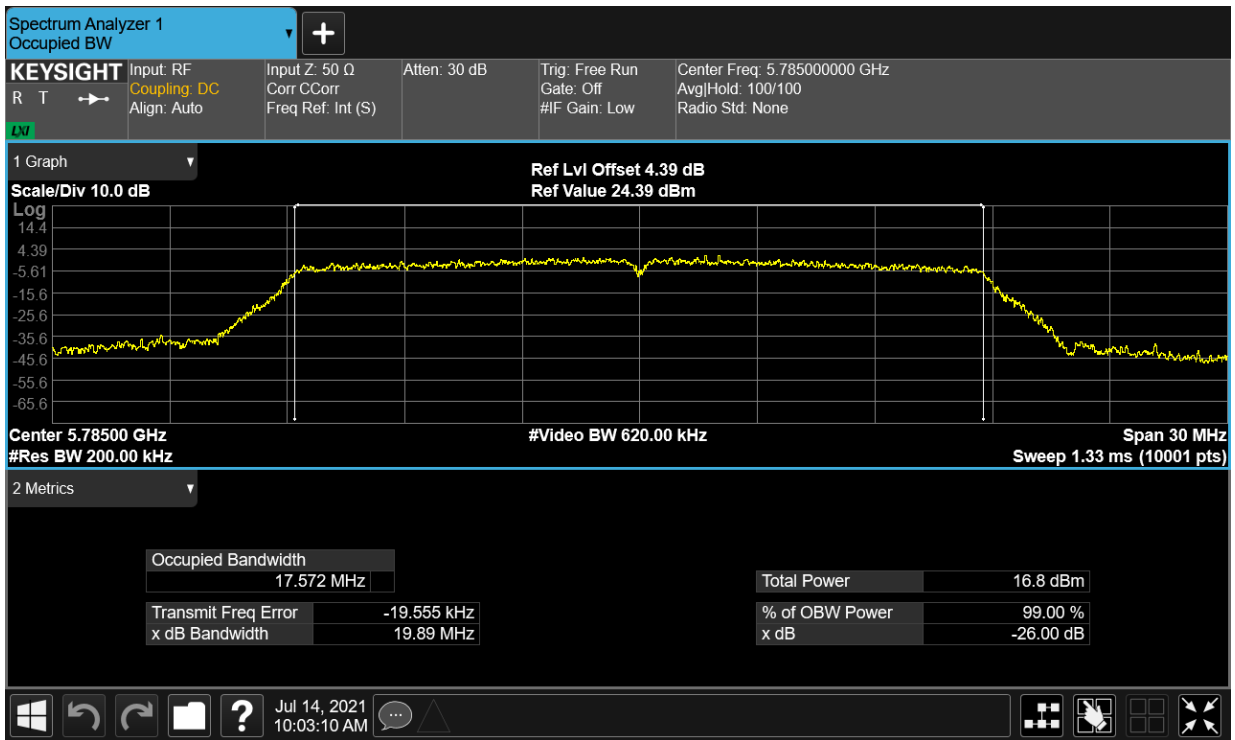 Spectrum Analyzer 1
Occupied BW
+
KEYSIGHT
R T
LXI
Input: RF
Coupling: DC
Align: Auto
Input Z: 50 Ω
Corr CCorr
Freq Ref: Int (S)
Atten: 30 dB
Trig: Free Run
Gate: Off
#IF Gain: Low
Center Freq: 5.785000000 GHz
Avg|Hold: 100/100
Radio Std: None
1 Graph
Scale/Div 10.0 dB
Ref Lvl Offset 4.39 dB
Ref Value 24.39 dBm
Log
14.4
4.39
-5.61
-15.6
-25.6
-35.6
-45.6
-55.6
-65.6
Center 5.78500 GHz
#Res BW 200.00 kHz
#Video BW 620.00 kHz
Span 30 MHz
Sweep 1.33 ms (10001 pts)
2 Metrics
Occupied Bandwidth
17.572 MHz
Transmit Freq Error -19.555 kHz
x dB Bandwidth 19.89 MHz
Total Power 16.8 dBm
% of OBW Power 99.00 %
x dB -26.00 dB
?
Jul 14, 2021
10:03:10 AM